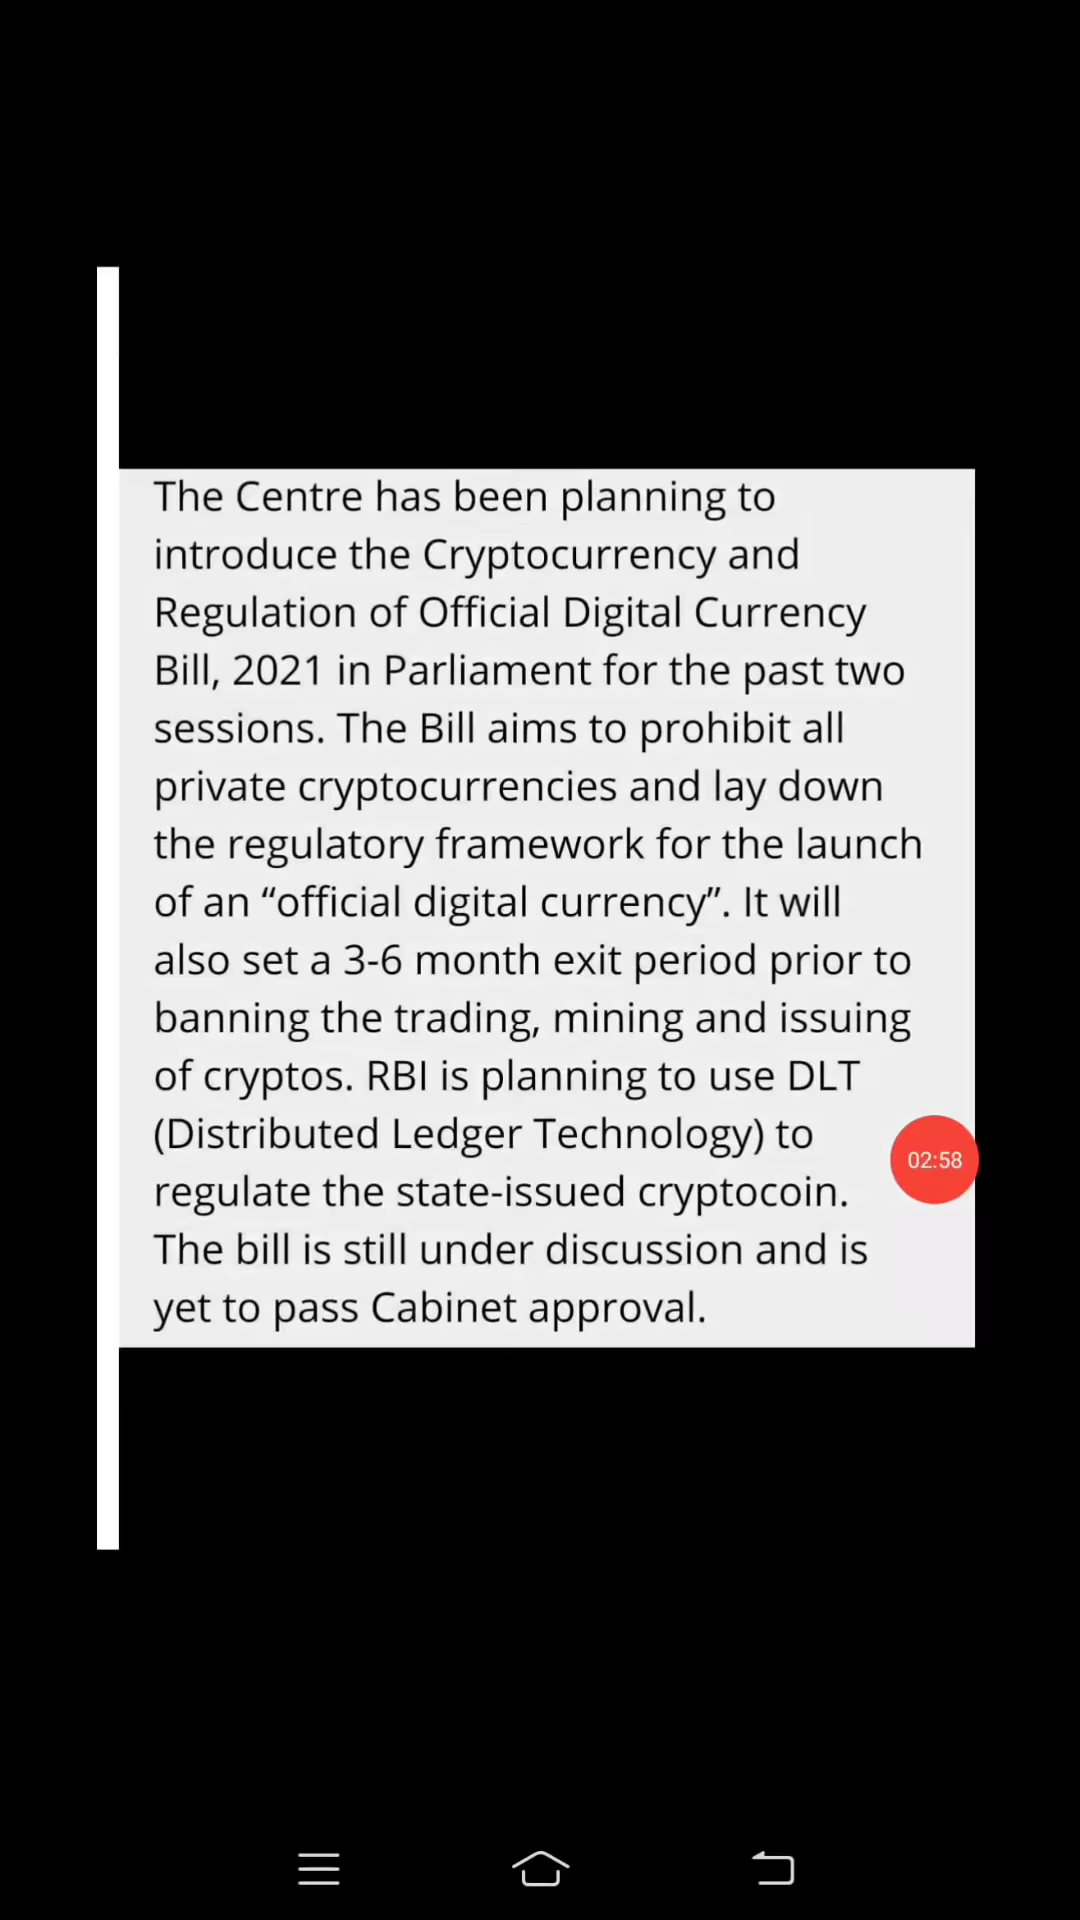 The Centre has been planning to
introduce the Cryptocurrency and
Regulation of Official Digital Currency
Bill, 2021 in Parliament for the past two
sessions. The Bill aims to prohibit all
private cryptocurrencies and lay down
the regulatory framework for the launch
of an “official digital currency”. It will
also set a 3-6 month exit period prior to
banning the trading, mining and issuing
of cryptos. RBI is planning to use DLT
(Distributed Ledger Technology) to
02:58
regulate the state-issued cryptocoin.
The bill is still under discussion and is
yet to pass Cabinet approval.